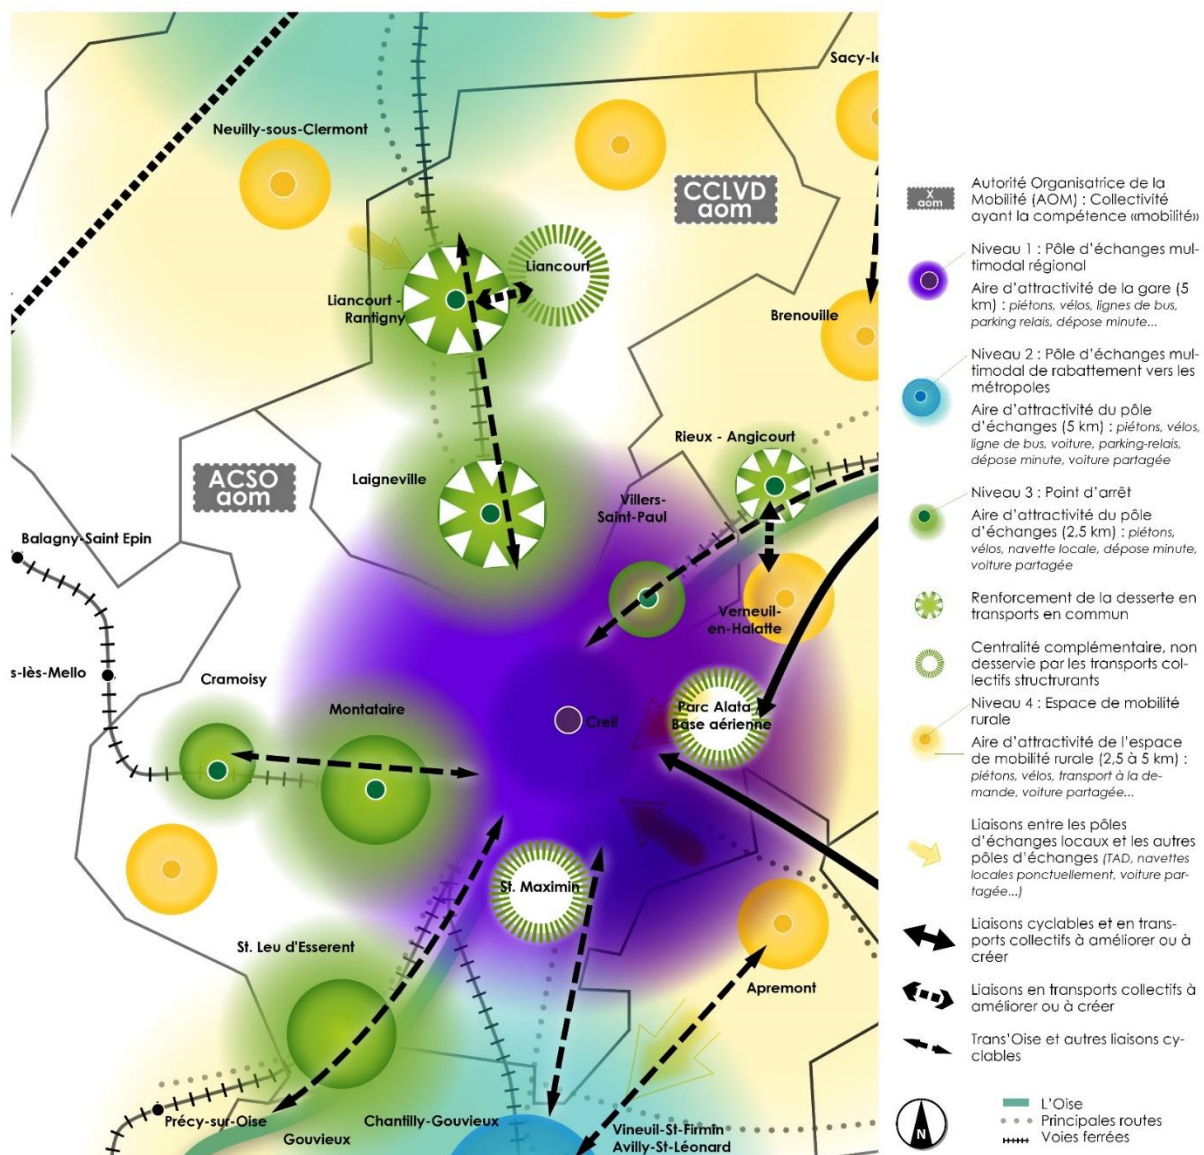 Sacy-le
Neuilly-sous-Clermont
CCLVD
aom
Liancourt
Liancourt -
Rantigny
Brenouille
Rieux - Angicourt
Laigneville
ACSO
aom
Villers-
Saint-Paul
Balagny-Saint Epin
Verneuil-
en-Halatte
s-lès-Mello
Cramoisy
Montataire
Creil
Parc Alata /
Base aérienne
St. Maximin
St. Leu d'Esserent
Apremont
Précy-sur-Oise
Gouvieux
Chantilly-Gouvieux
Vineuil-St-Firmin
Avilly-St-Léonard
X
aom
Autorité Organisatrice de la
Mobilité (AOM) : Collectivité
ayant la compétence «mobilité»
Niveau 1 : Pôle d'échanges mul-
timodal régional
Aire d'attractivité de la gare (5
km) : piétons, vélos, lignes de bus,
parking relais, dépose minute...
Niveau 2 : Pôle d'échanges mul-
timodal de rabattement vers les
métropoles
Aire d'attractivité du pôle
d'échanges (5 km) : piétons, vélos,
ligne de bus, voiture, parking-relais,
dépose minute, voiture partagée
Niveau 3 : Point d'arrêt
Aire d'attractivité du pôle
d'échanges (2,5 km) : piétons,
vélos, navette locale, dépose minute,
voiture partagée
Renforcement de la desserte en
transports en commun
Centralité complémentaire, non
desservie par les transports col-
lectifs structrurants
Niveau 4 : Espace de mobilité
rurale
Aire d'attractivité de l'espace
de mobilité rurale (2,5 à 5 km) :
piétons, vélos, transport à la de-
mande, voiture partagée...
Liaisons entre les pôles
d'échanges locaux et les autres
pôles d'échanges (TAD, navettes
locales ponctuellement, voiture par-
tagée...)
Liaisons cyclables et en trans-
ports collectifs à améliorer ou à
créer
Liaisons en transports collectifs à
améliorer ou à créer
Trans'Oise et autres liaisons cy-
clables
N
L'Oise
Principales routes
Voies ferrées